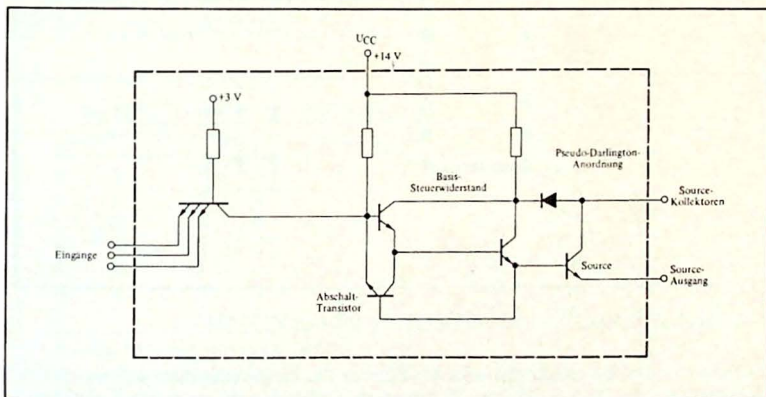 UCC
+14 V
+3 V
Pseudo-Darlington-
Anordnung
Basis-
Steuerwiderstand
Source-
Kollektoren
Eingänge
Source
Source-
Ausgang
Abschalt-
Transistor